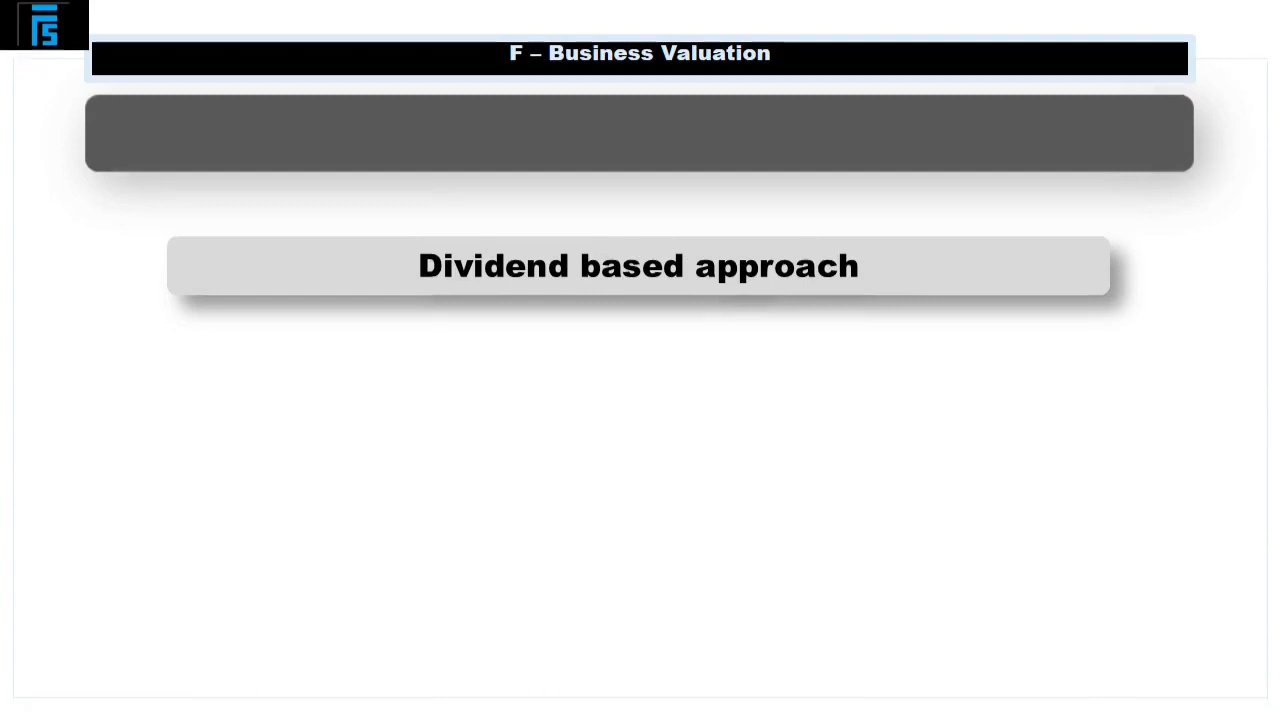 F – Business Valuation
Dividend based approach